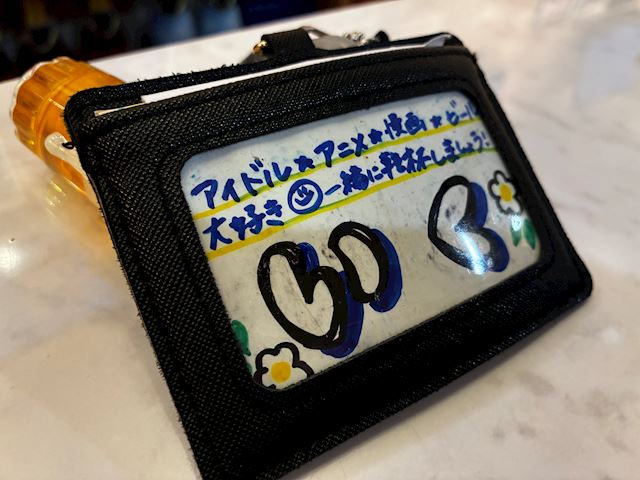 アイドル☆アニメ☆漫画☆ビール
大好き 一緒に乾杯しましょう!